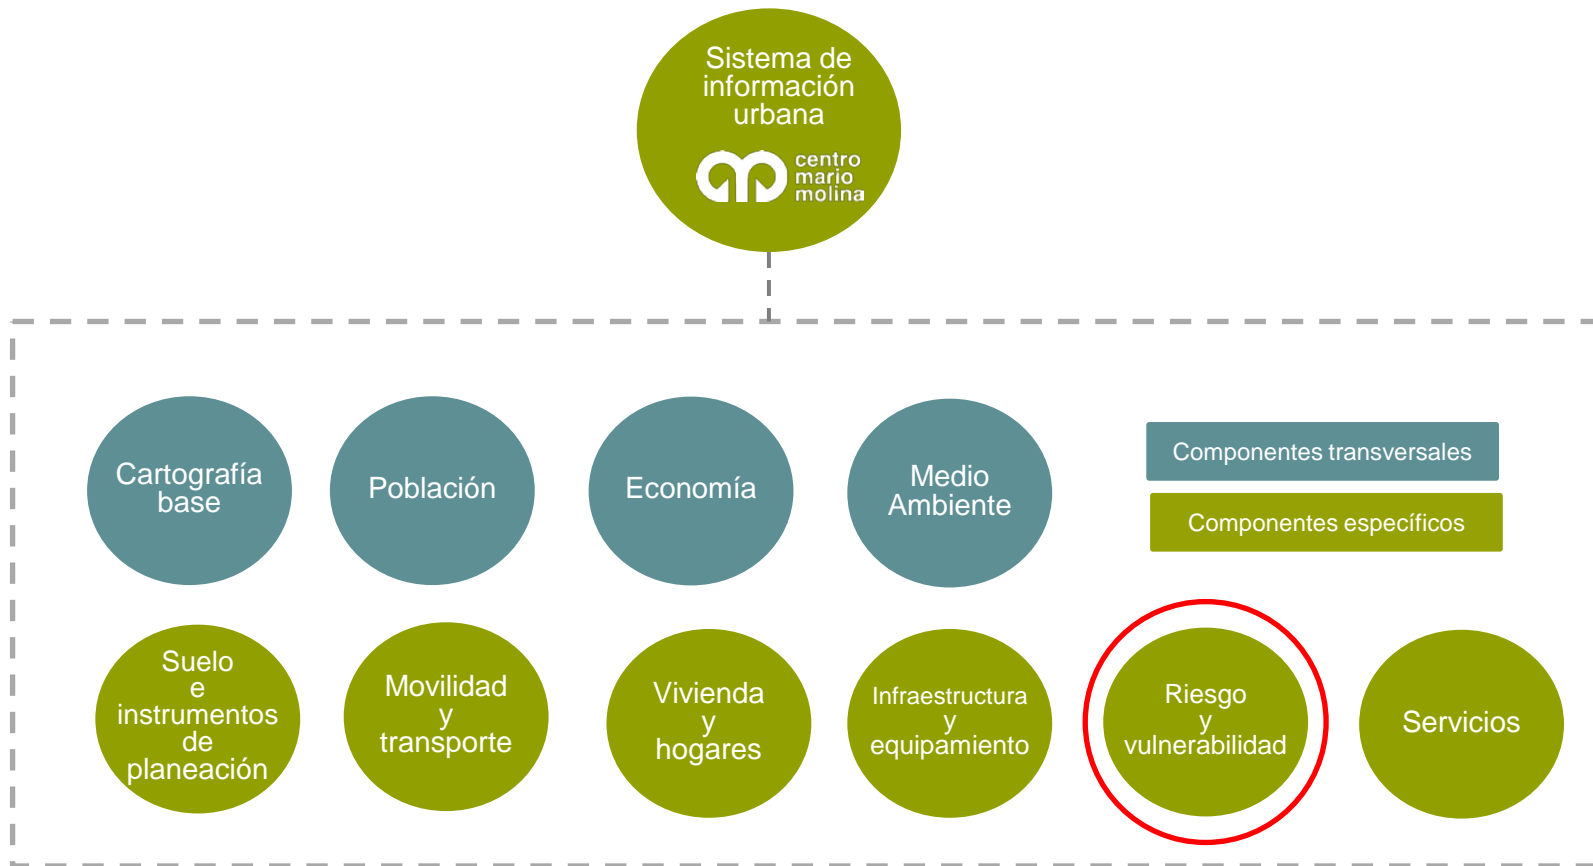 Sistema de
información
urbana
centro
mario
molina
Cartografía
base
Población
Economía
Medio
Ambiente
Componentes transversales
Componentes específicos
Suelo
e
instrumentos
de
planeación
Movilidad
y
transporte
Vivienda
y
hogares
Infraestructura
y
equipamiento
Riesgo
y
vulnerabilidad
Servicios